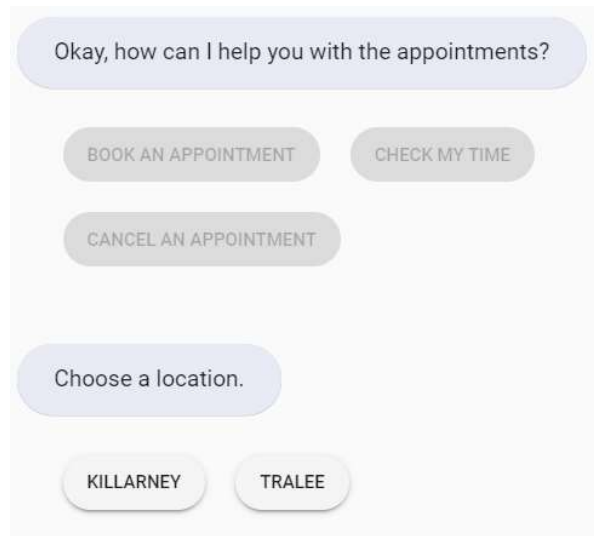 Okay, how can I help you with the appointments?
BOOK AN APPOINTMENT CHECK MY TIME
CANCEL AN APPOINTMENT
Choose a location.
KILLARNEY TRALEE